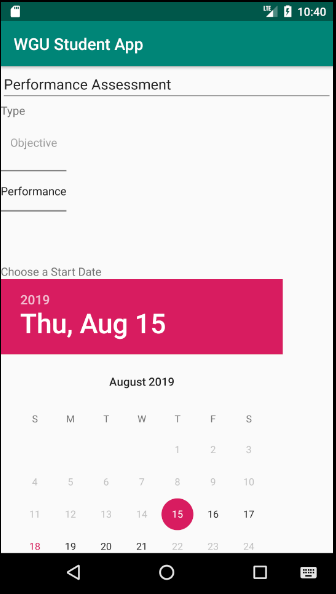 LTE 10:40
WGU Student App
Performance Assessment
Type
Objective
Performance
Choose a Start Date
2019
Thu, Aug 15
August 2019
S M T W T F S
1 2 3
4 5 6 7 8 9 10
11 12 13 14 15 16 17
18 19 20 21 22 23 24